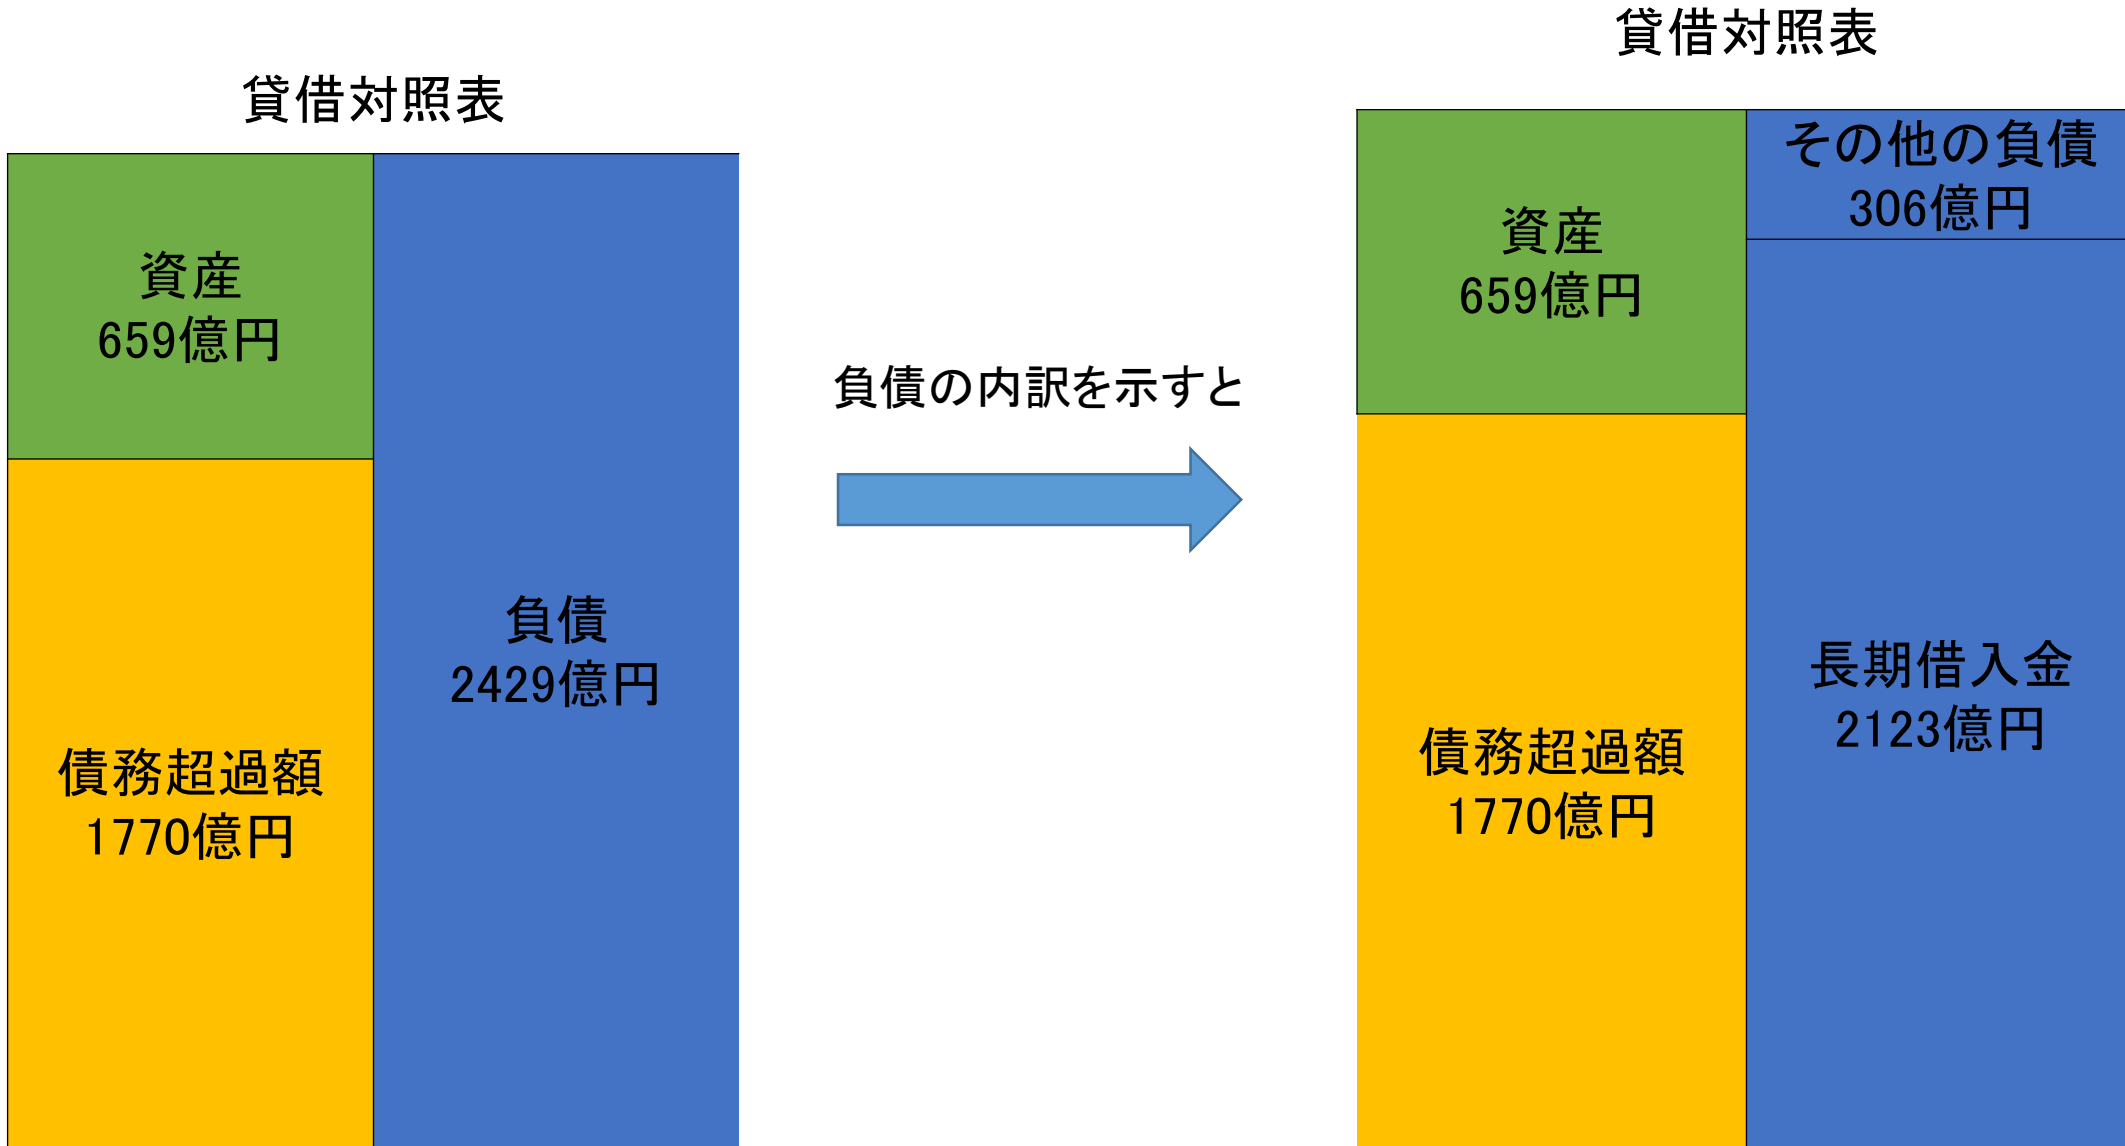 貸借対照表
資産
659億円
債務超過額
1770億円
負債
2429億円
負債の内訳を示すと
貸借対照表
資産
659億円
債務超過額
1770億円
その他の負債
306億円
長期借入金
2123億円